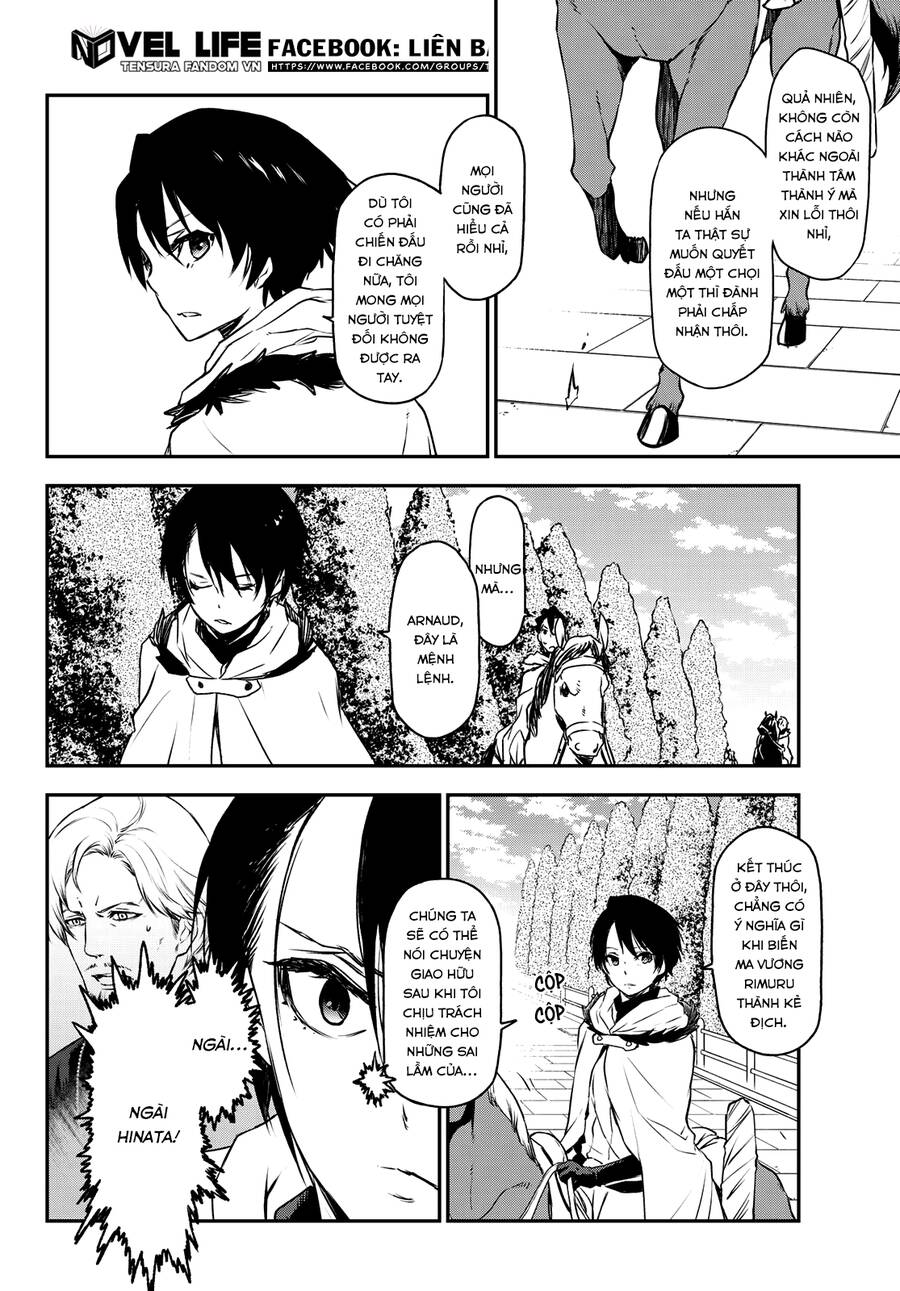 NOVEL LIFE
TENSURA FANDOM VN
FACEBOOK: LIÊN BA
HTTPS://WWW.FACEBOOK.COM/GROUPS/T
QUẢ NHIÊN,
KHÔNG CÒN
CÁCH NÀO
KHÁC NGOÀI
THÀNH TÂM
THÀNH Ý MÀ
XIN LỖI THÔI
NHỈ,
NHƯNG
NẾU HẮN
TA THẬT SỰ
MUỐN QUYẾT
ĐẤU MỘT CHỌI
MỘT THÌ ĐÀNH
PHẢI CHẤP
NHẬN THÔI.
MỌI
NGƯỜI
CŨNG ĐÃ
HIỂU CẢ
RỒI NHỈ,
DÙ TÔI
CÓ PHẢI
CHIẾN ĐẤU
ĐI CHĂNG
NỮA, TÔI
MONG MỌI
NGƯỜI TUYỆT
ĐỐI KHÔNG
ĐƯỢC RA
TAY.
NHƯNG
MÀ...
ARNAUD,
ĐÂY LÀ
MỆNH
LỆNH.
KẾT THÚC
Ở ĐÂY THÔI,
CHẲNG CÓ
Ý NGHĨA GÌ
KHI BIẾN
MA VƯƠNG
RIMURU
THÀNH KẺ
ĐỊCH.
CỘP
CỘP
CHÚNG TA
SẼ CÓ THỂ
NÓI CHUYỆN
GIAO HỮU
SAU KHI TÔI
CHỊU TRÁCH
NHIỆM CHO
NHỮNG SAI
LẦM CỦA...
NGÀI...
NGÀI
HINATA!